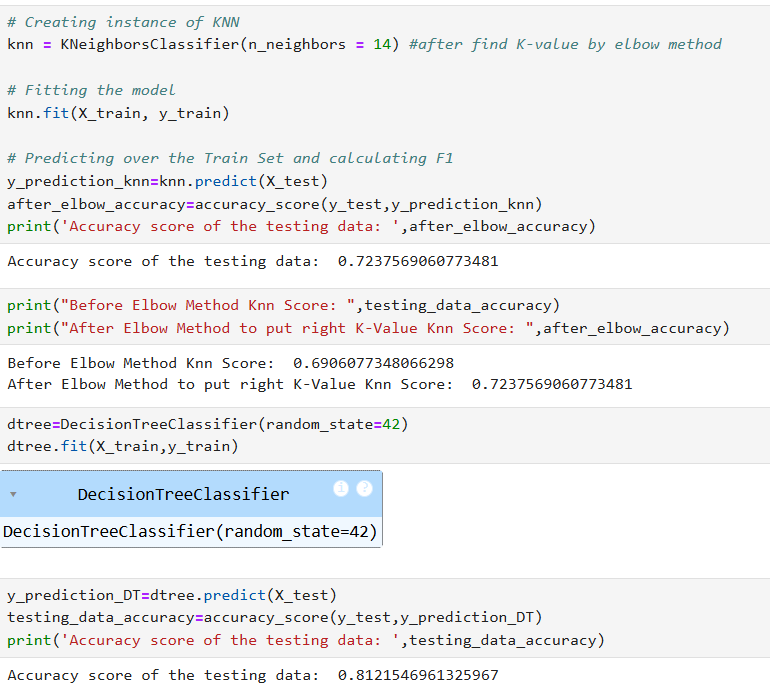 # Creating instance of KNN
knn = KNeighborsClassifier(n_neighbors = 14) #after find K-value by elbow method
# Fitting the model
knn.fit(X_train, y_train)
# Predicting over the Train Set and calculating F1
y_prediction_knn=knn.predict(X_test)
after_elbow_accuracy=accuracy_score(y_test,y_prediction_knn)
print('Accuracy score of the testing data: ',after_elbow_accuracy)
Accuracy score of the testing data:  0.7237569060773481
print("Before Elbow Method Knn Score: ",testing_data_accuracy)
print("After Elbow Method to put right K-Value Knn Score: ",after_elbow_accuracy)
Before Elbow Method Knn Score:  0.6906077348066298
After Elbow Method to put right K-Value Knn Score:  0.7237569060773481
dtree=DecisionTreeClassifier(random_state=42)
dtree.fit(X_train,y_train)
▾ DecisionTreeClassifier i ?
DecisionTreeClassifier(random_state=42)
y_prediction_DT=dtree.predict(X_test)
testing_data_accuracy=accuracy_score(y_test,y_prediction_DT)
print('Accuracy score of the testing data: ',testing_data_accuracy)
Accuracy score of the testing data:  0.8121546961325967